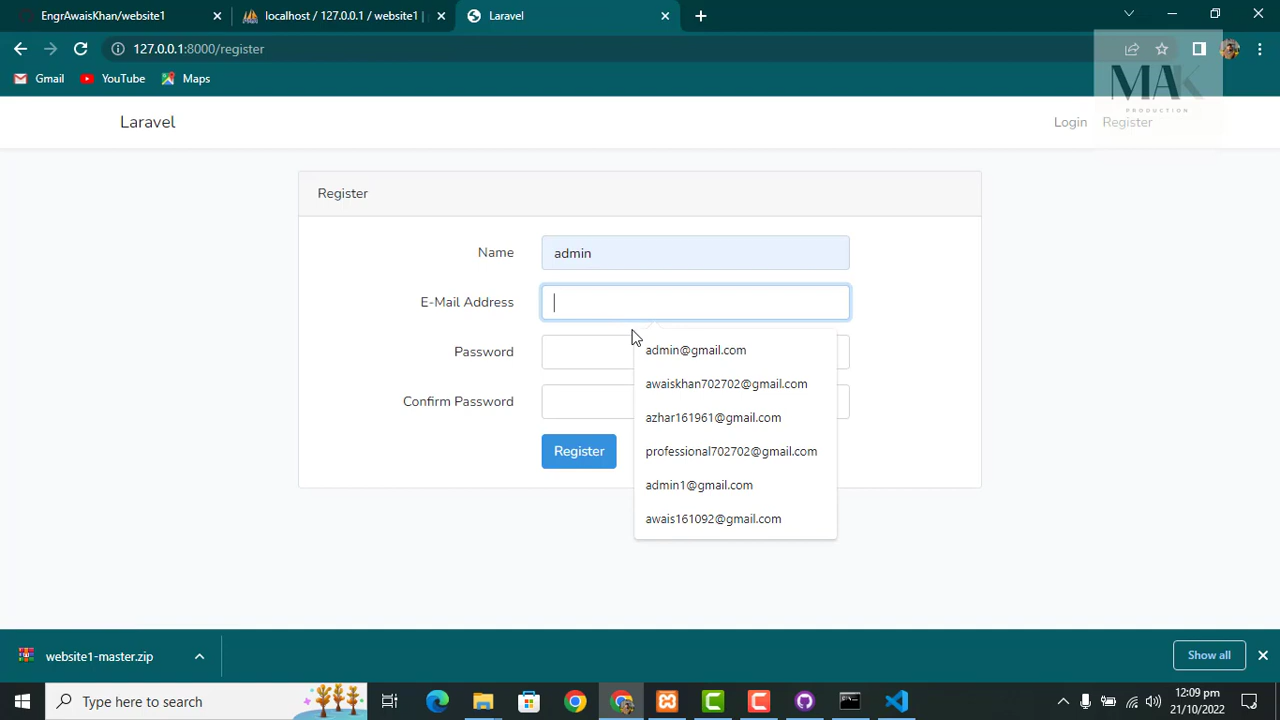 EngrAwaisKhan/website1
localhost / 127.0.0.1 / website1 |
Laravel
127.0.0.1:8000/register
Gmail
YouTube
Maps
MAK
PRODUCTION
Laravel
Login
Register
Register
Name
admin
E-Mail Address
Password
admin@gmail.com
awaiskhan702702@gmail.com
Confirm Password
azhar161961@gmail.com
Register
professional702702@gmail.com
admin1@gmail.com
awais161092@gmail.com
website1-master.zip
Show all
Type here to search
12:09 pm
21/10/2022